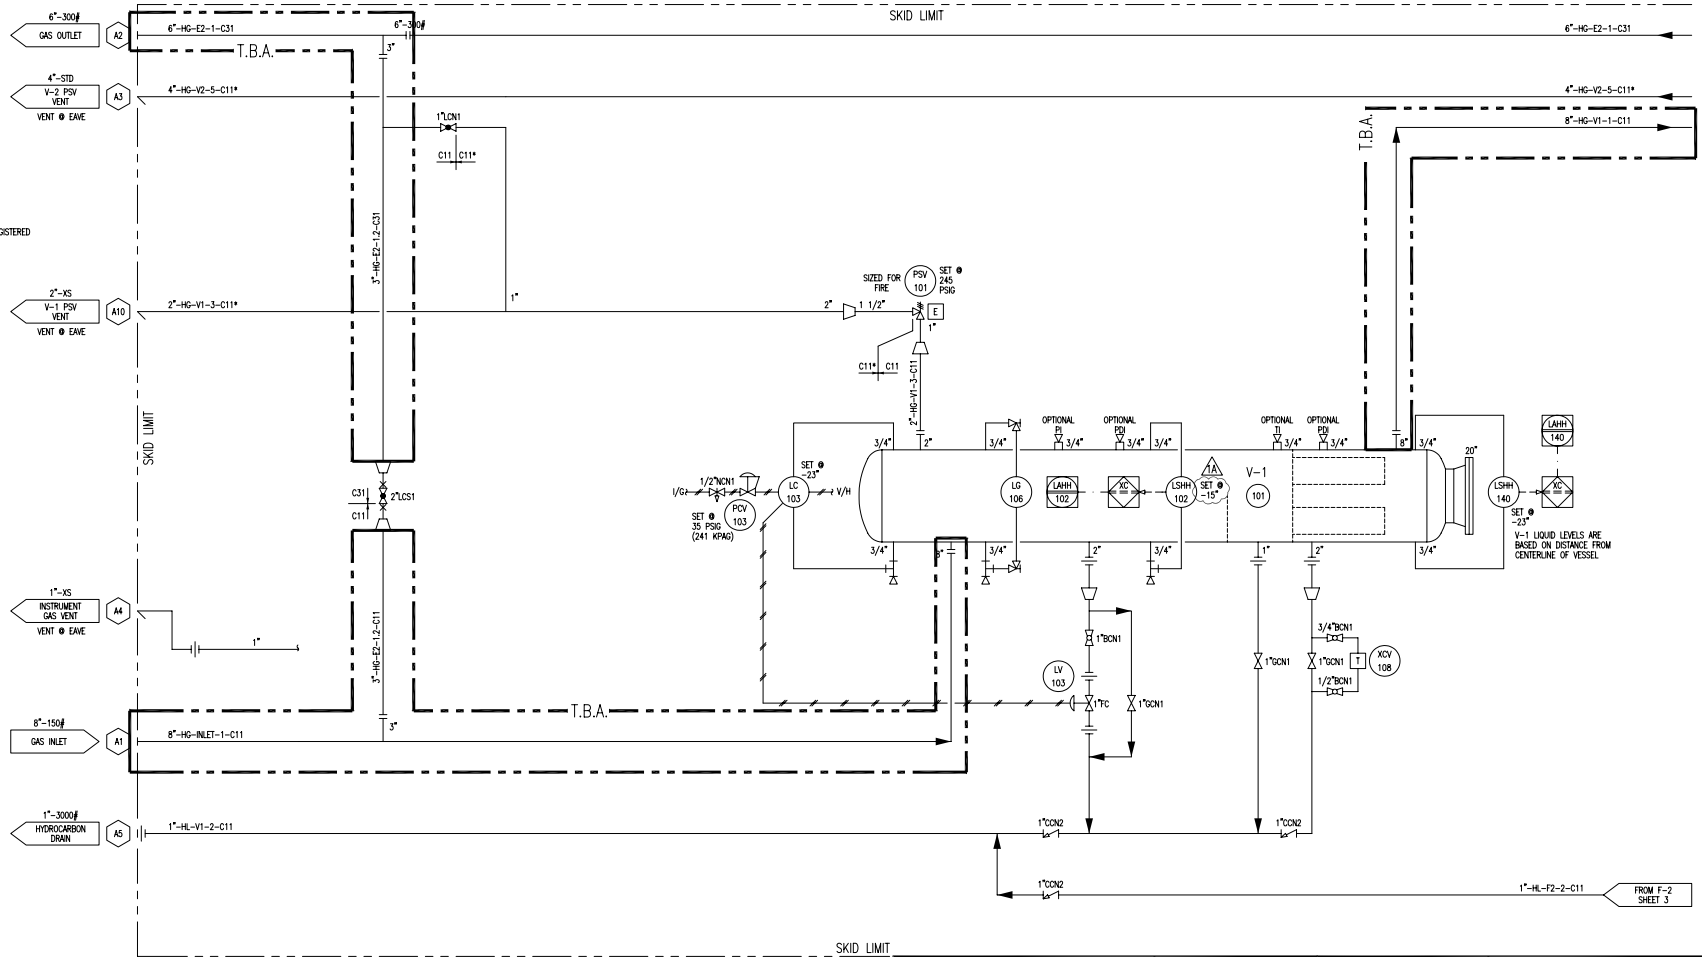 SKID LIMIT
6"-300#
GAS OUTLET
A2
6"-HG-E2-1-C31
6"-300#
6"-HG-E2-1-C31
3"
T.B.A.
4"-STD
V-2 PSV
VENT
A3
VENT @ EAVE
4"-HG-V2-5-C11*
4"-HG-V2-5-C11*
8"-HG-V1-1-C11
T.B.A.
1"LCN1
C11 C11*
GISTERED
3"-HG-E2-1.2-C31
2"-XS
V-1 PSV
VENT
A10
VENT @ EAVE
2"-HG-V1-3-C11*
1"
SIZED FOR
FIRE
PSV
101
SET @
245
PSIG
2"
1 1/2"
E
1"
C11* C11
2"-HG-V1-3-C11
SKID LIMIT
OPTIONAL
PI
OPTIONAL
PDI
OPTIONAL
TI
OPTIONAL
PDI
3/4"
2"
3/4"
3/4"
3/4"
3/4"
3/4"
3/4"
8"
3/4"
20"
LAHH
140
C31
C11
2"LCS1
I/G
1/2"NCN1
SET @
35 PSIG
(241 KPAG)
PCV
103
LC
103
SET @
-23"
V/H
LG
106
LAHH
102
XC
LSHH
102
1A
SET @
-15"
V-1
101
LSHH
140
XC
SET @
-23"
V-1 LIQUID LEVELS ARE
BASED ON DISTANCE FROM
CENTERLINE OF VESSEL
3/4"
8"
3/4"
2"
3/4"
1"
2"
3/4"
1"-XS
INSTRUMENT
GAS VENT
A4
VENT @ EAVE
1"
3"-HG-E2-1.2-C11
1"BCN1
LV
103
1"FC
1"GCN1
1"GCN1
3/4"BCN1
1"GCN1
T
XCV
108
1/2"BCN1
T.B.A.
8"-150#
GAS INLET
A1
8"-HG-INLET-1-C11
3"
1"-3000#
HYDROCARBON
DRAIN
A5
1"-HL-V1-2-C11
1"CCN2
1"CCN2
1"CCN2
1"-HL-F2-2-C11
FROM F-2
SHEET 3
SKID LIMIT